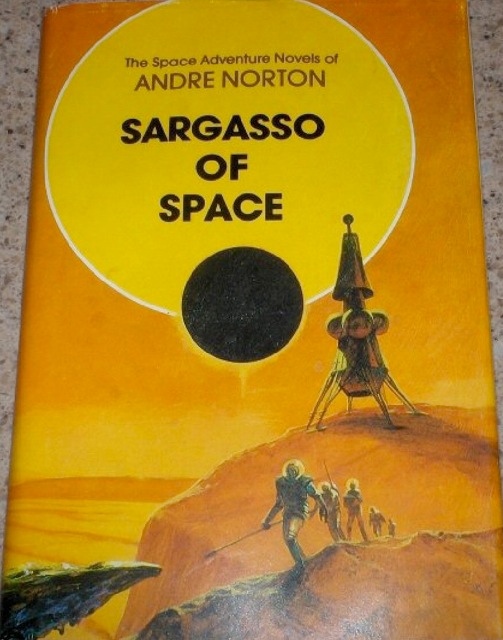 The Space Adventure Novels of
ANDRE NORTON
SARGASSO
OF
SPACE